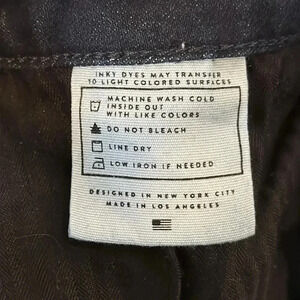 INKY DYES MAY TRANSFER
TO LIGHT COLORED SURFACES
MACHINE WASH COLD
INSIDE OUT
WITH LIKE COLORS
DO NOT BLEACH
LINE DRY
LOW IRON IF NEEDED
DESIGNED IN NEW YORK CITY
MADE IN LOS ANGELES